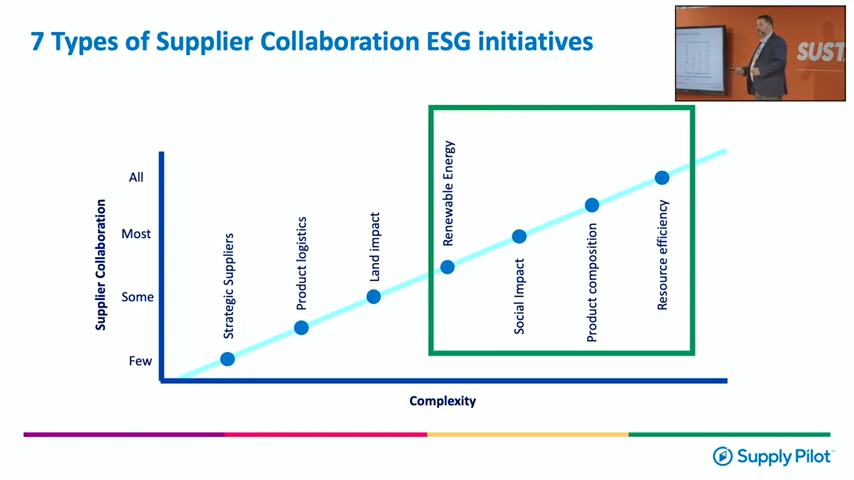 7 Types of Supplier Collaboration ESG initiatives
SUST
All
Most
Some
Few
Supplier Collaboration
Strategic Suppliers
Product logistics
Land impact
Renewable Energy
Social Impact
Product composition
Resource efficiency
Complexity
Supply Pilot